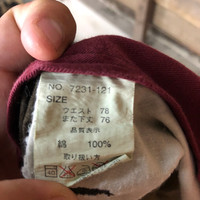 NO. 7231-121
SIZE
ウエスト 78
また下丈 76
品質表示
綿 100%
取り扱い方